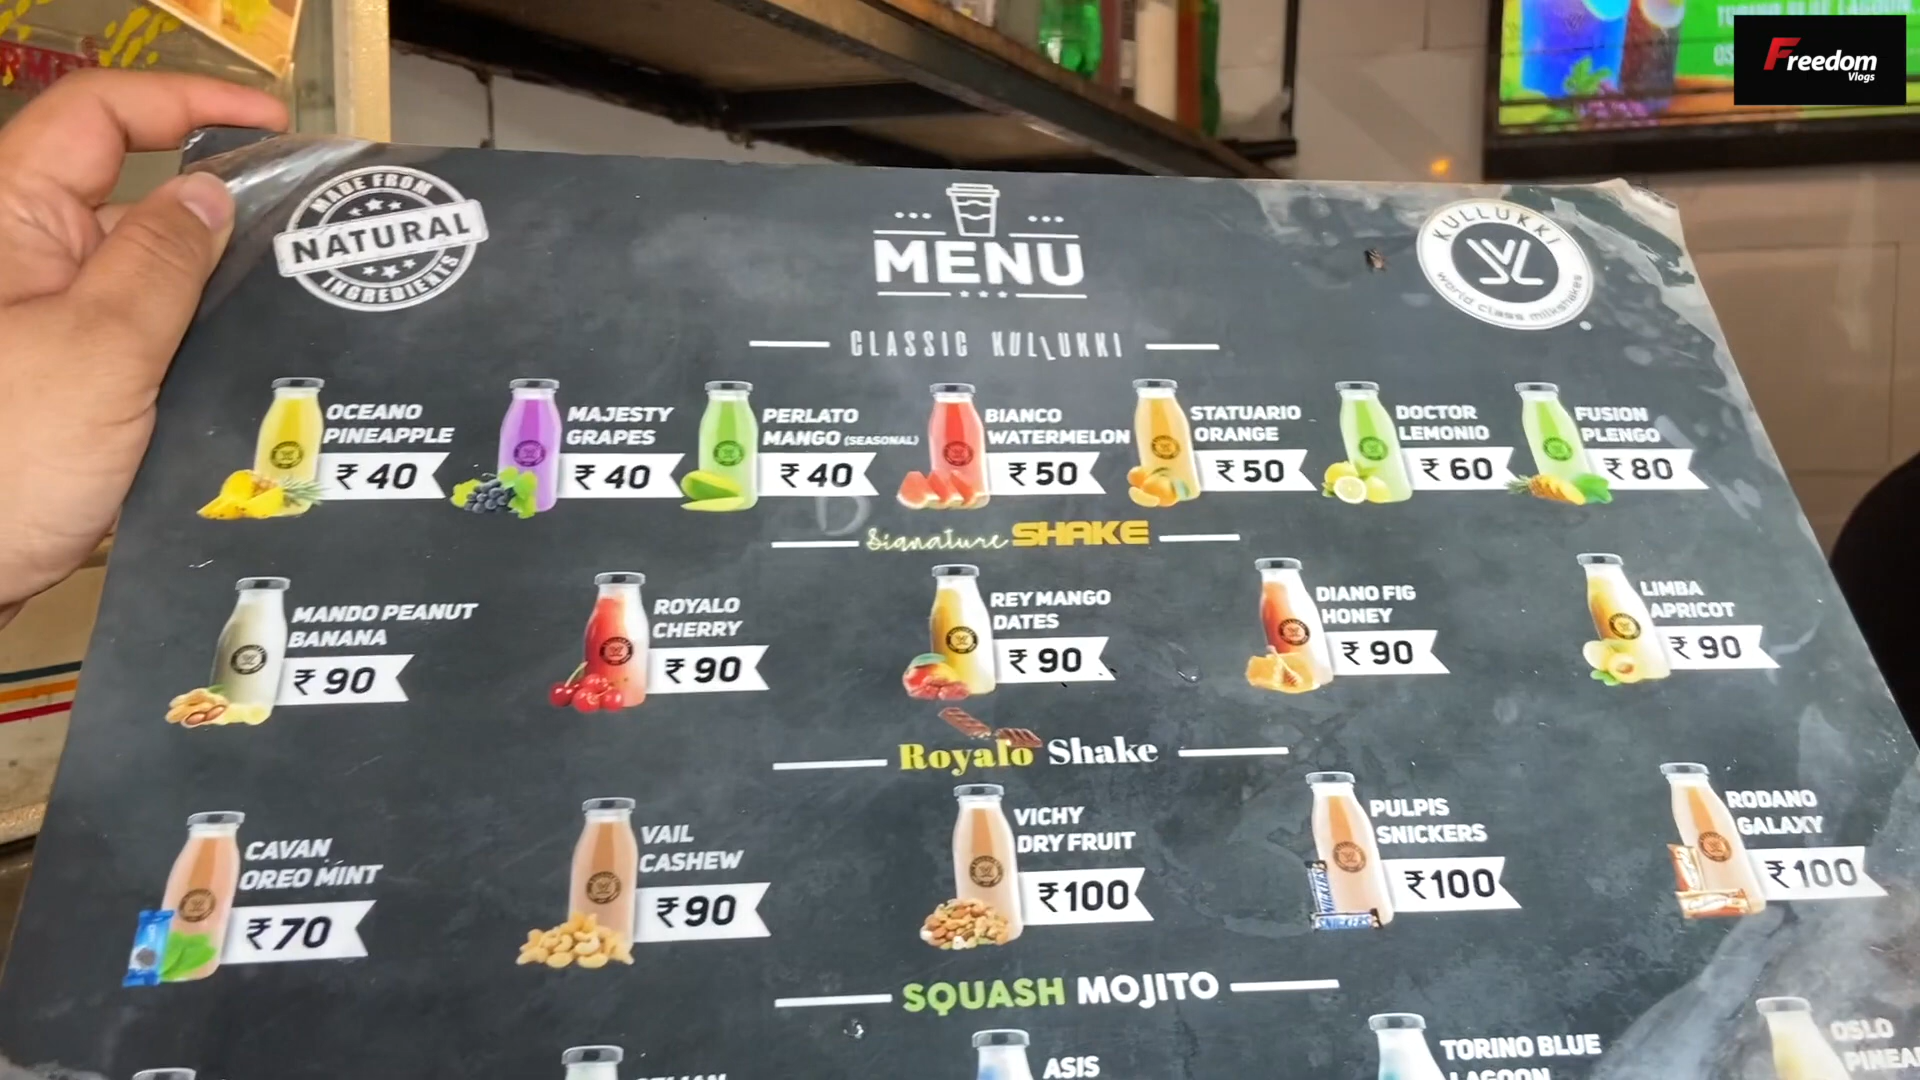 Freedom
Vlogs
MADE FROM
NATURAL
INGREDIENTS
MENU
KULLUKKI
world class milkshakes
CLASSIC KULLUKKI
OCEANO
PINEAPPLE
₹ 40
MAJESTY
GRAPES
₹ 40
PERLATO
MANGO (SEASONAL)
₹ 40
BIANCO
WATERMELON
₹ 50
STATUARIO
ORANGE
₹ 50
DOCTOR
LEMONIO
₹ 60
FUSION
PLENGO
₹ 80
Signature SHAKE
MANDO PEANUT
BANANA
₹ 90
ROYALO
CHERRY
₹ 90
REY MANGO
DATES
₹ 90
DIANO FIG
HONEY
₹ 90
LIMBA
APRICOT
₹ 90
Royalo Shake
CAVAN
OREO MINT
₹70
VAIL
CASHEW
₹90
VICHY
DRY FRUIT
₹100
PULPIS
SNICKERS
₹100
SNICKERS
RODANO
GALAXY
₹100
SQUASH MOJITO
ASIS
TORINO BLUE
LAGOON
OSLO